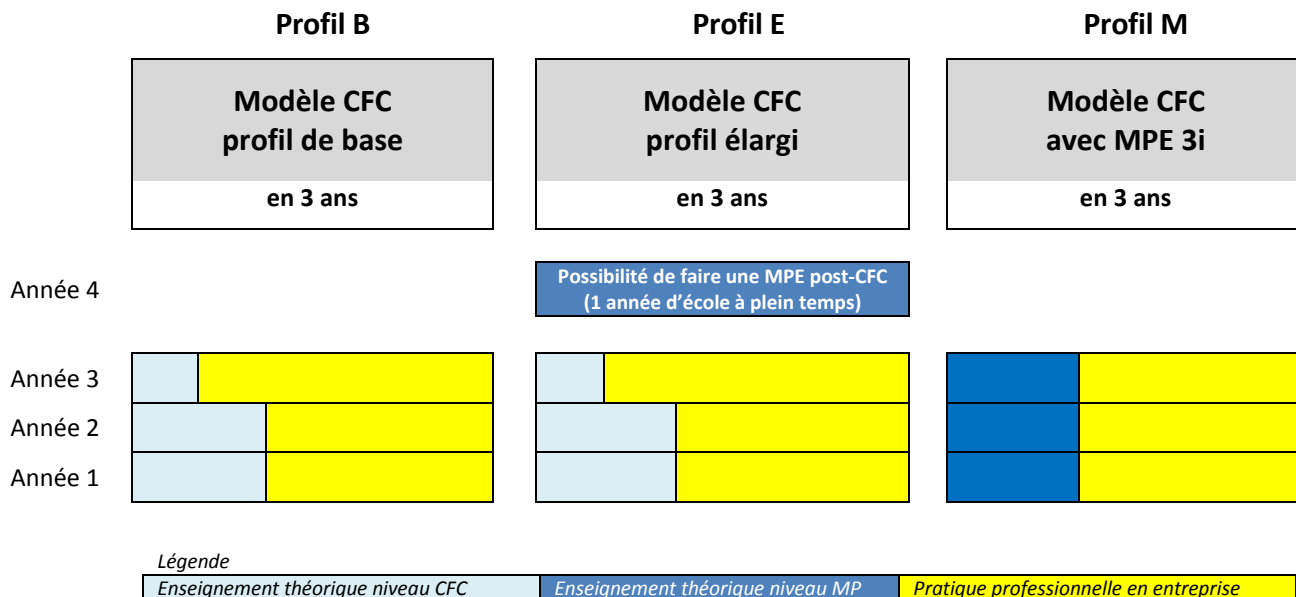 Profil B
Profil E
Profil M
Modèle CFC
profil de base
en 3 ans
Modèle CFC
profil élargi
en 3 ans
Modèle CFC
avec MPE 3i
en 3 ans
Année 4
Possibilité de faire une MPE post-CFC
(1 année d'école à plein temps)
Année 3
Année 2
Année 1
Légende
Enseignement théorique niveau CFC
Enseignement théorique niveau MP
Pratique professionnelle en entreprise